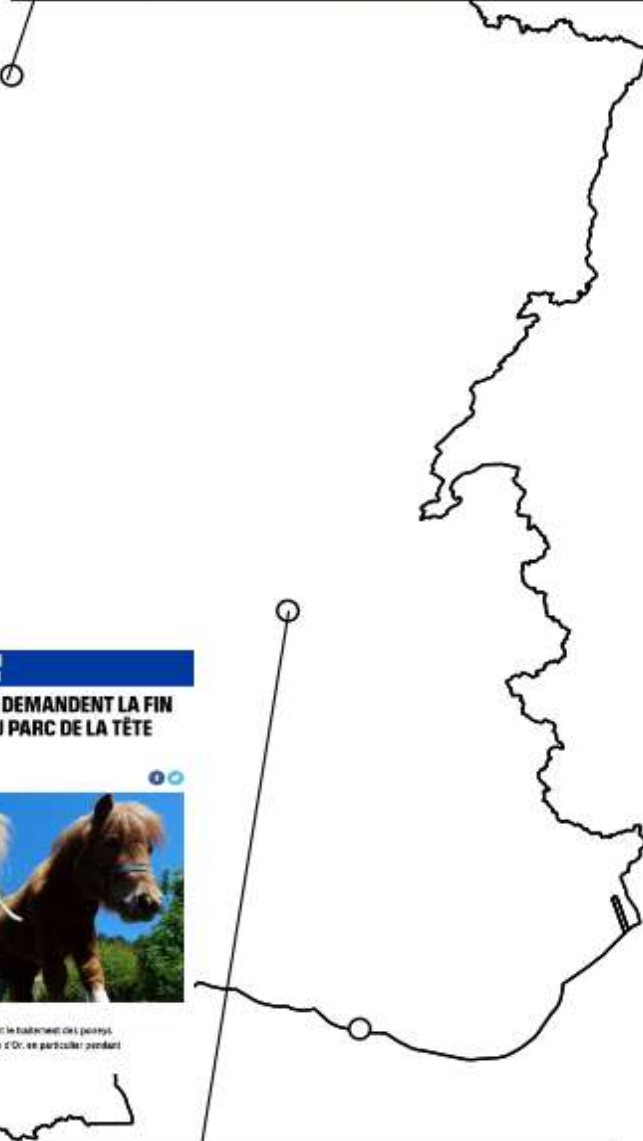 DEMANDENT LA FIN
PARC DE LA TÊTE
le traitement des poneys
d'Or, en particulier pendant